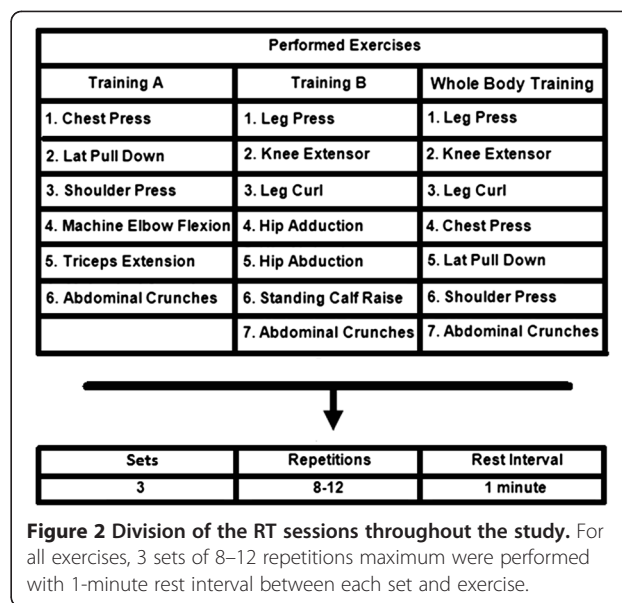 Performed Exercises
Training A Training B Whole Body Training
1. Chest Press 1. Leg Press 1. Leg Press
2. Lat Pull Down 2. Knee Extensor 2. Knee Extensor
3. Shoulder Press 3. Leg Curl 3. Leg Curl
4. Machine Elbow Flexion 4. Hip Adduction 4. Chest Press
5. Triceps Extension 5. Hip Abduction 5. Lat Pull Down
6. Abdominal Crunches 6. Standing Calf Raise 6. Shoulder Press
7. Abdominal Crunches 7. Abdominal Crunches
Sets Repetitions Rest Interval
3 8-12 1 minute
Figure 2 Division of the RT sessions throughout the study. For
all exercises, 3 sets of 8–12 repetitions maximum were performed
with 1-minute rest interval between each set and exercise.